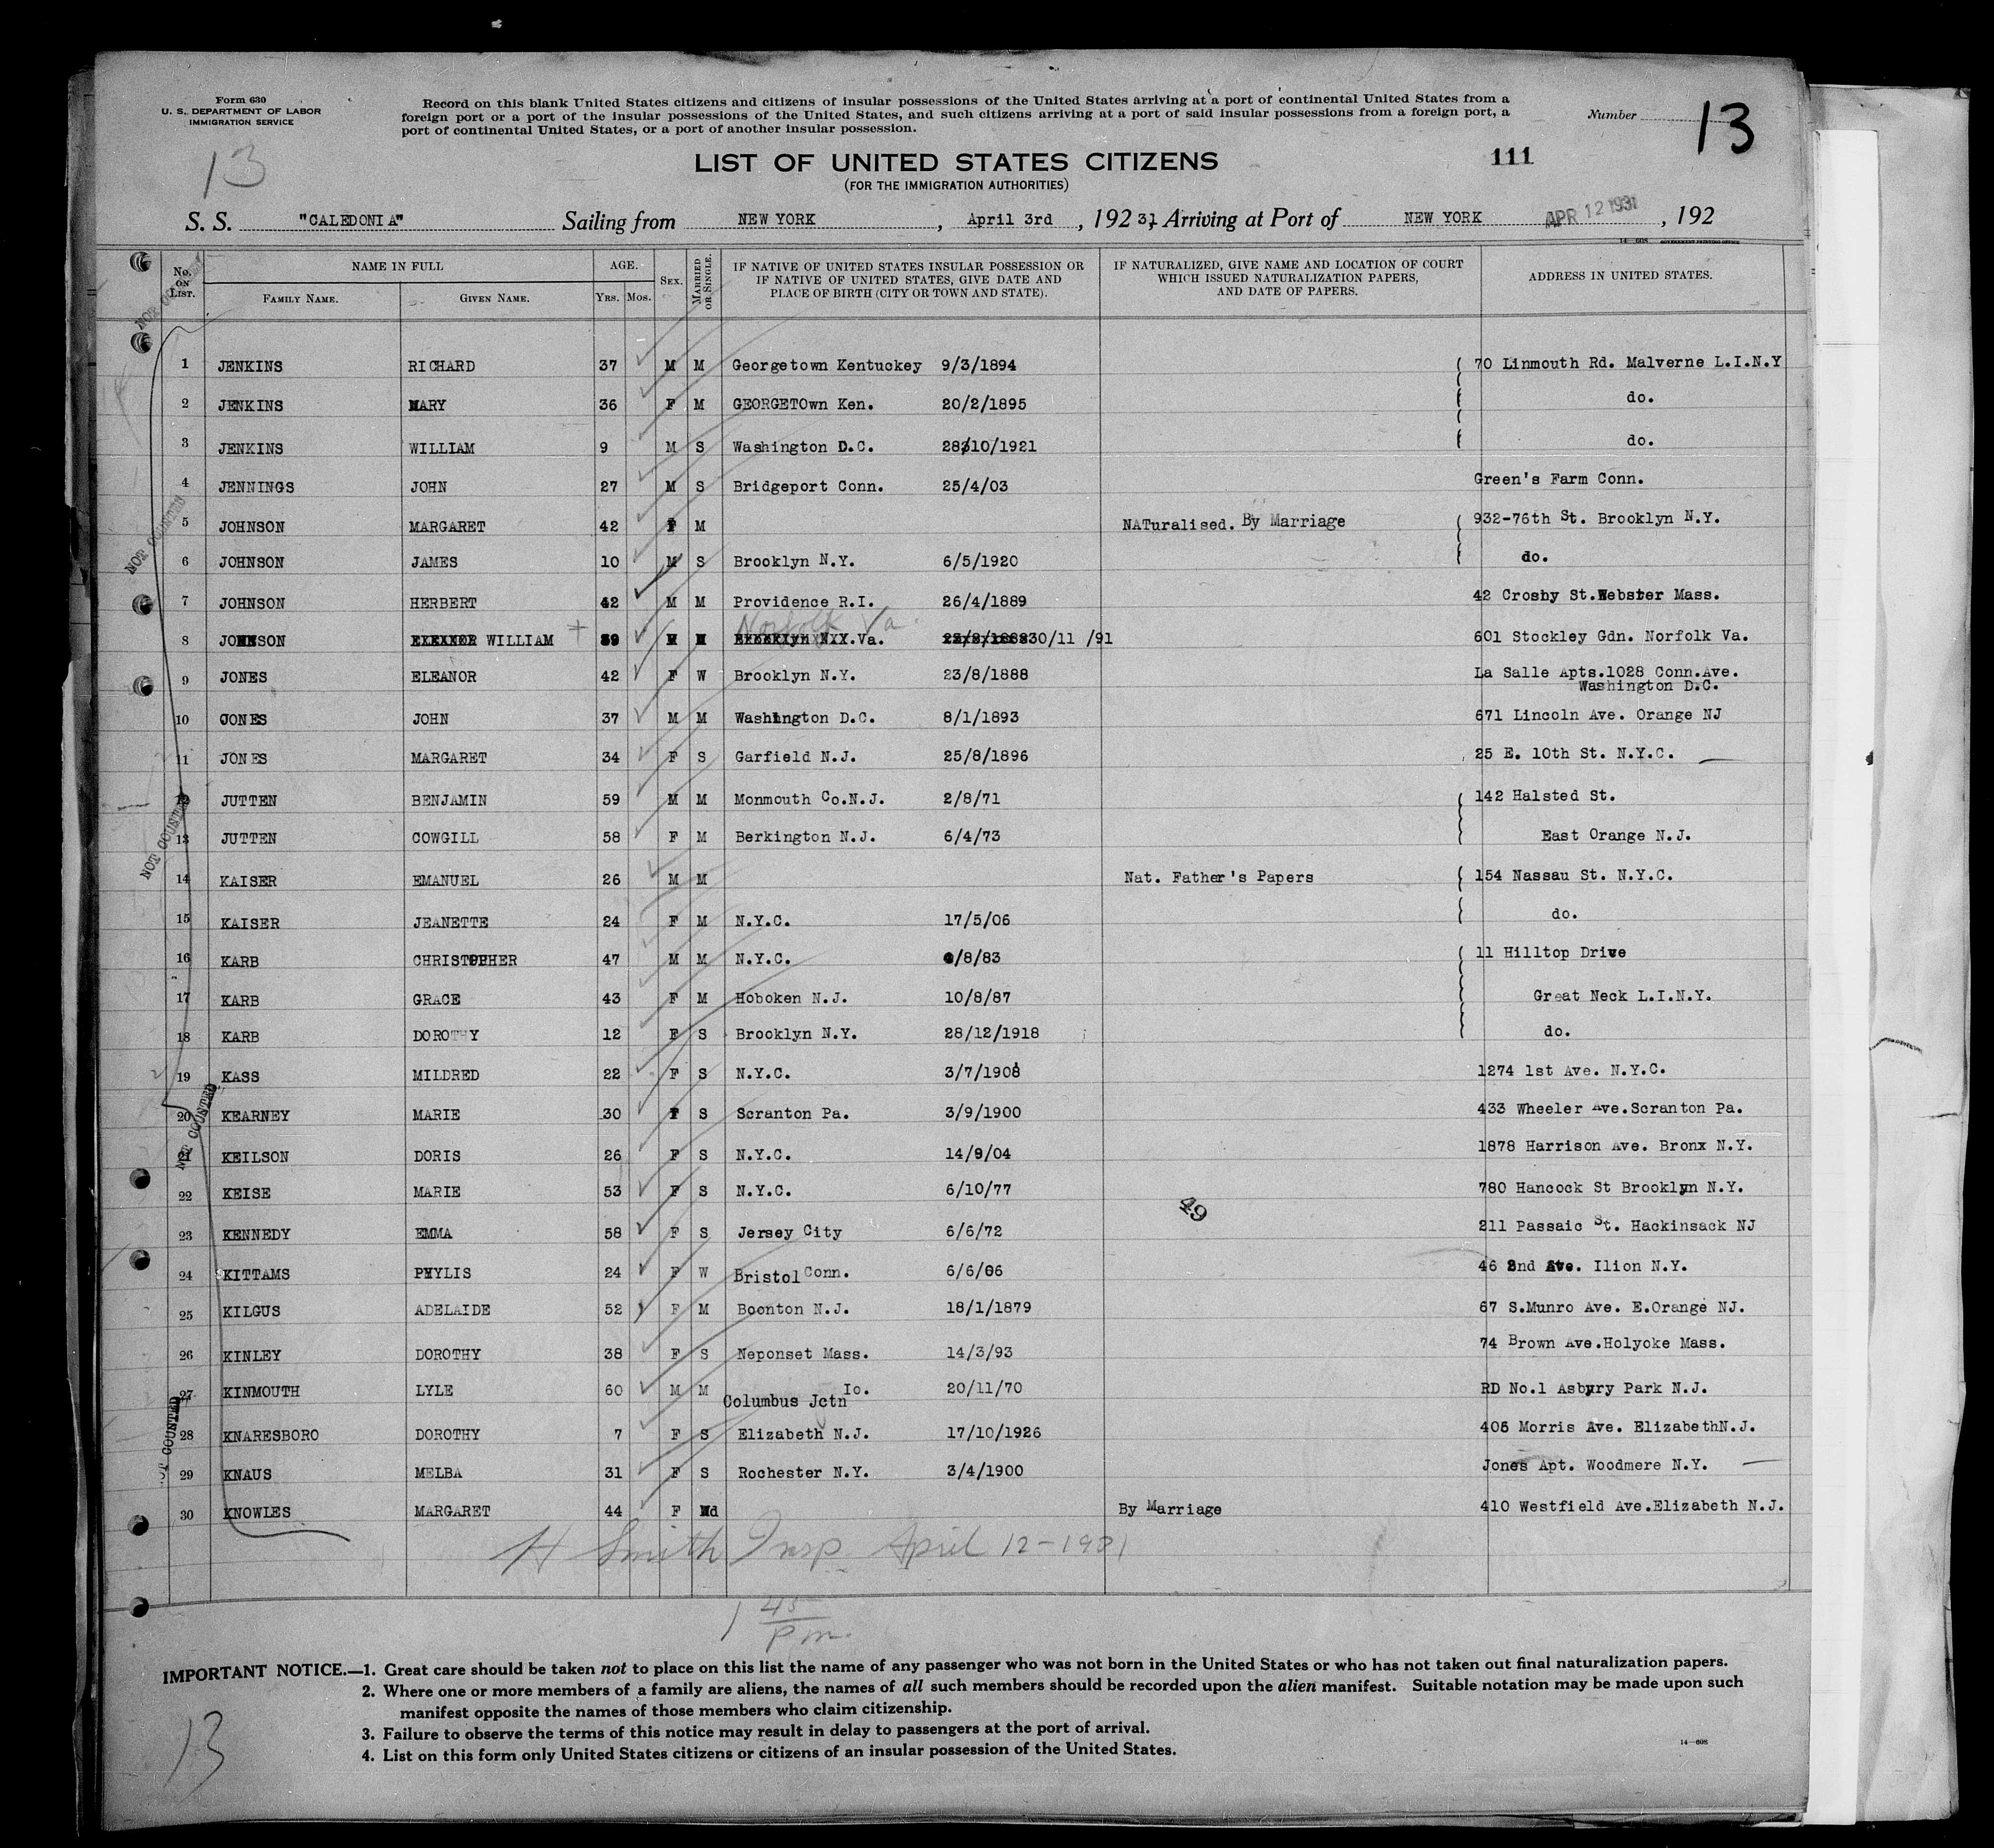 Form 630
U. S. DEPARTMENT OF LABOR
IMMIGRATION SERVICE
Record on this blank United States citizens and citizens of insular possessions of the United States arriving at a port of continental United States from a
foreign port or a port of the insular possessions of the United States, and such citizens arriving at a port of said insular possessions from a foreign port, a
port of continental United States, or a port of another insular possession.
Number 13
13
LIST OF UNITED STATES CITIZENS
111
(FOR THE IMMIGRATION AUTHORITIES)
S. S. "CALEDONIA" Sailing from NEW YORK, April 3rd, 192 31, Arriving at Port of NEW YORK APR 12 1931, 192
14—608 GOVERNMENT PRINTING OFFICE
No. ON LIST. NAME IN FULL AGE. SEX. MARRIED OR SINGLE. IF NATIVE OF UNITED STATES INSULAR POSSESSION OR IF NATIVE OF UNITED STATES, GIVE DATE AND PLACE OF BIRTH (CITY OR TOWN AND STATE). IF NATURALIZED, GIVE NAME AND LOCATION OF COURT WHICH ISSUED NATURALIZATION PAPERS, AND DATE OF PAPERS. ADDRESS IN UNITED STATES.
FAMILY NAME. GIVEN NAME. YRS. MOS.
1 JENKINS RICHARD 37 M M Georgetown Kentuckey 9/3/1894 70 Linmouth Rd. Malverne L.I.N.Y
2 JENKINS MARY 36 F M GEORGETOwn Ken. 20/2/1895 do.
3 JENKINS WILLIAM 9 M S Washington D.C. 28/10/1921 do.
4 JENNINGS JOHN 27 M S Bridgeport Conn. 25/4/03 Green's Farm Conn.
5 JOHNSON MARGARET 42 F M NATuralised. By Marriage 932-76th St. Brooklyn N.Y.
6 JOHNSON JAMES 10 M S Brooklyn N.Y. 6/5/1920 do.
7 JOHNSON HERBERT 42 M M Providence R.I. 26/4/1889 42 Crosby St.Webster Mass.
Norfolk Va.
8 JOHNSON WILLIAM 39 M M Va. 30/11 /91 601 Stockley Gdn. Norfolk Va.
9 JONES ELEANOR 42 F W Brooklyn N.Y. 23/8/1888 La Salle Apts.1028 Conn.Ave.
Washington D.C.
10 JONES JOHN 37 M M Washington D.C. 8/1/1893 671 Lincoln Ave. Orange NJ
11 JONES MARGARET 34 F S Garfield N.J. 25/8/1896 25 E. 10th St. N.Y.C.
12 JUTTEN BENJAMIN 59 M M Monmouth Co.N.J. 2/8/71 142 Halsted St.
13 JUTTEN COWGILL 58 F M Berkington N.J. 6/4/73 East Orange N.J.
14 KAISER EMANUEL 26 M M Nat. Father's Papers 154 Nassau St. N.Y.C.
15 KAISER JEANETTE 24 F M N.Y.C. 17/5/06 do.
16 KARB CHRISTOPHER 47 M M N.Y.C. /8/83 11 Hilltop Drive
17 KARB GRACE 43 F M Hoboken N.J. 10/8/87 Great Neck L.I.N.Y.
18 KARB DOROTHY 12 F S Brooklyn N.Y. 28/12/1918 do.
19 KASS MILDRED 22 F S N.Y.C. 3/7/1908 1274 1st Ave. N.Y.C.
20 KEARNEY MARIE 30 F S Scranton Pa. 3/9/1900 433 Wheeler Ave.Scranton Pa.
21 KEILSON DORIS 26 F S N.Y.C. 14/9/04 1878 Harrison Ave. Bronx N.Y.
22 KEISE MARIE 53 F S N.Y.C. 6/10/77 780 Hancock St Brooklyn N.Y.
49
23 KENNEDY EMMA 58 F S Jersey City 6/6/72 211 Passaic St. Hackinsack NJ
24 KITTAMS PHYLIS 24 F W Bristol Conn. 6/6/06 46 2nd Ave. Ilion N.Y.
25 KILGUS ADELAIDE 52 F M Boonton N.J. 18/1/1879 67 S.Munro Ave. E.Orange NJ.
26 KINLEY DOROTHY 38 F S Neponset Mass. 14/3/93 74 Brown Ave.Holyoke Mass.
27 KINMOUTH LYLE 60 M M Columbus Jctn Io. 20/11/70 RD No.1 Asbury Park N.J.
28 KNARESBORO DOROTHY 7 F S Elizabeth N.J. 17/10/1926 405 Morris Ave. ElizabethN.J.
29 KNAUS MELBA 31 F S Rochester N.Y. 3/4/1900 Jones Apt. Woodmere N.Y.
30 KNOWLES MARGARET 44 F Wd By Marriage 410 Westfield Ave.Elizabeth N.J.
NOT COUNTED
NOT COUNTED
NOT COUNTED
NOT COUNTED
NOT COUNTED
H Smith Insp April 12-1931
1 45 Pm.
IMPORTANT NOTICE.—1. Great care should be taken not to place on this list the name of any passenger who was not born in the United States or who has not taken out final naturalization papers.
2. Where one or more members of a family are aliens, the names of all such members should be recorded upon the alien manifest. Suitable notation may be made upon such
manifest opposite the names of those members who claim citizenship.
3. Failure to observe the terms of this notice may result in delay to passengers at the port of arrival.
4. List on this form only United States citizens or citizens of an insular possession of the United States.
14—608
13